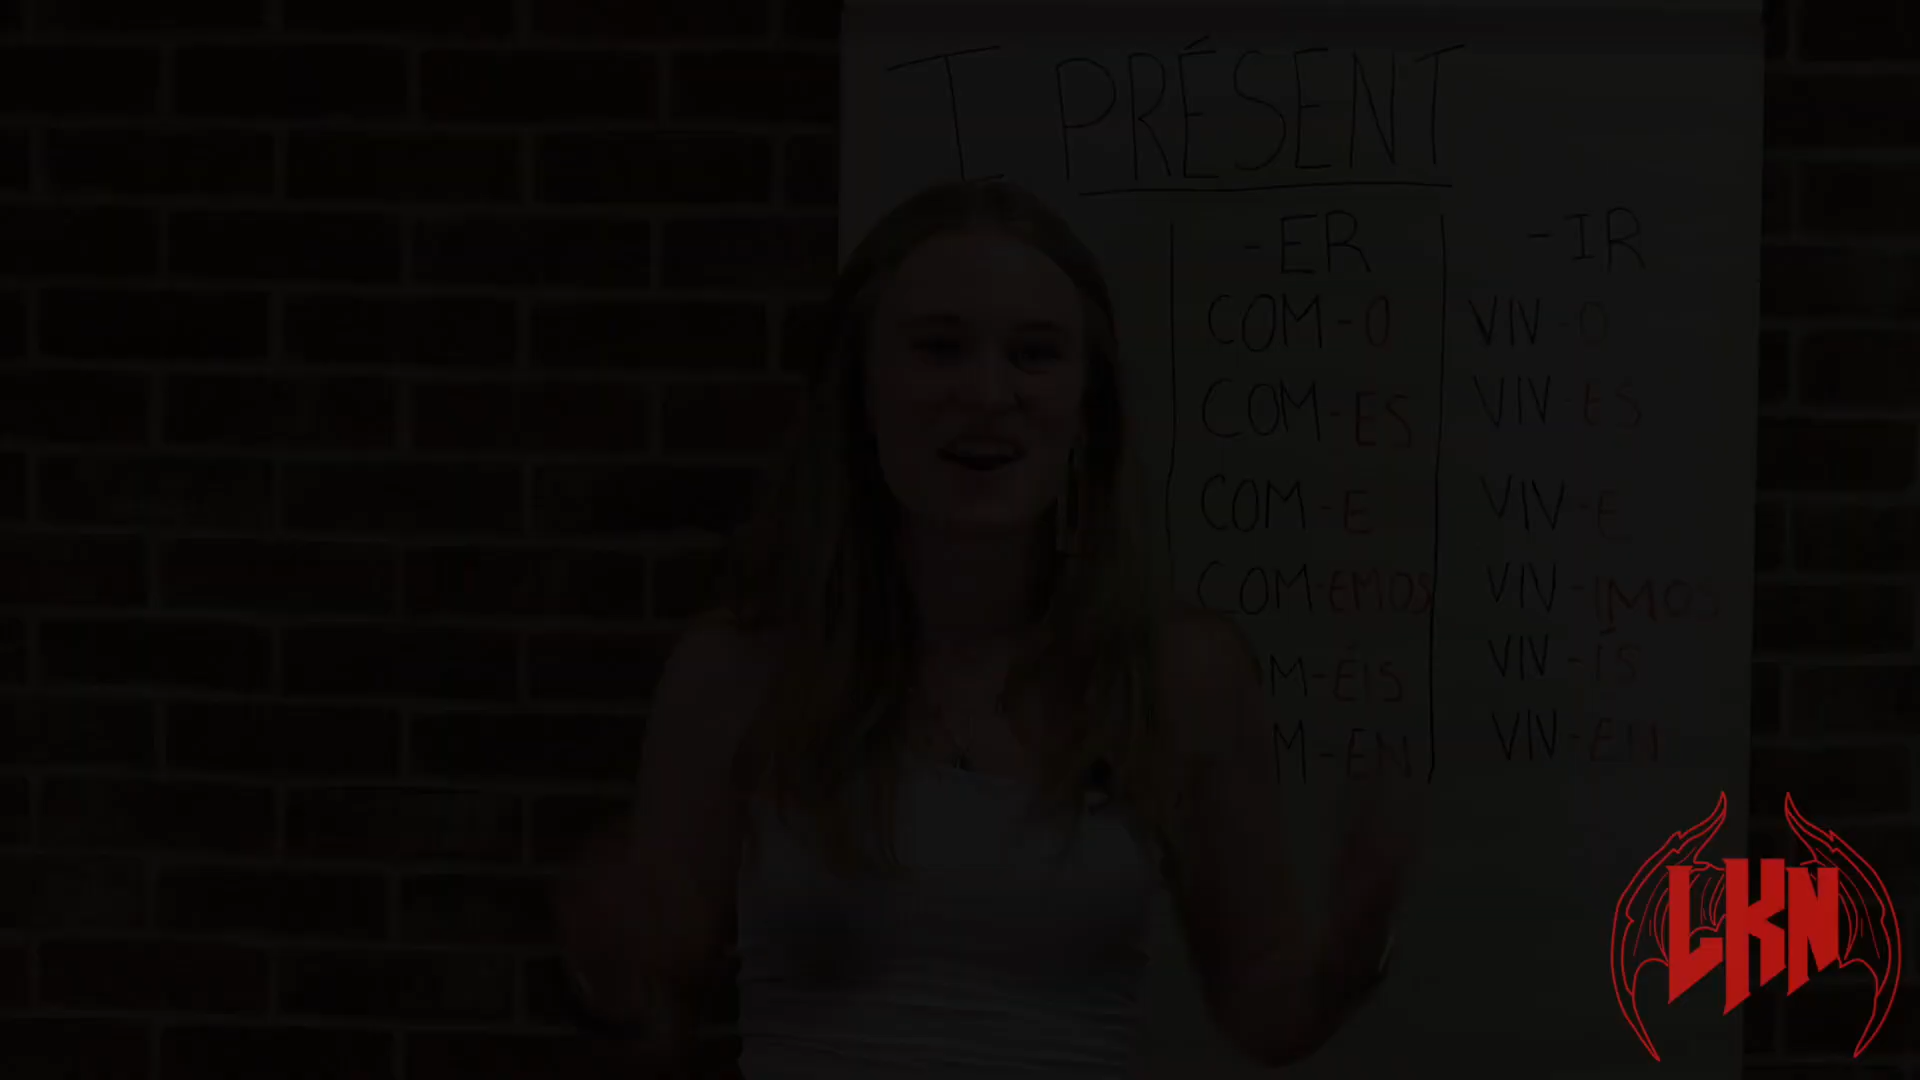 I PRÉSENT
-ER -IR
COM-O VIV-O
COM-ES VIV-ES
COM-E VIV-E
COM-EMOS VIV-IMOS
M-ÉIS VIV-ÍS
M-EN VIV-EN
LKN